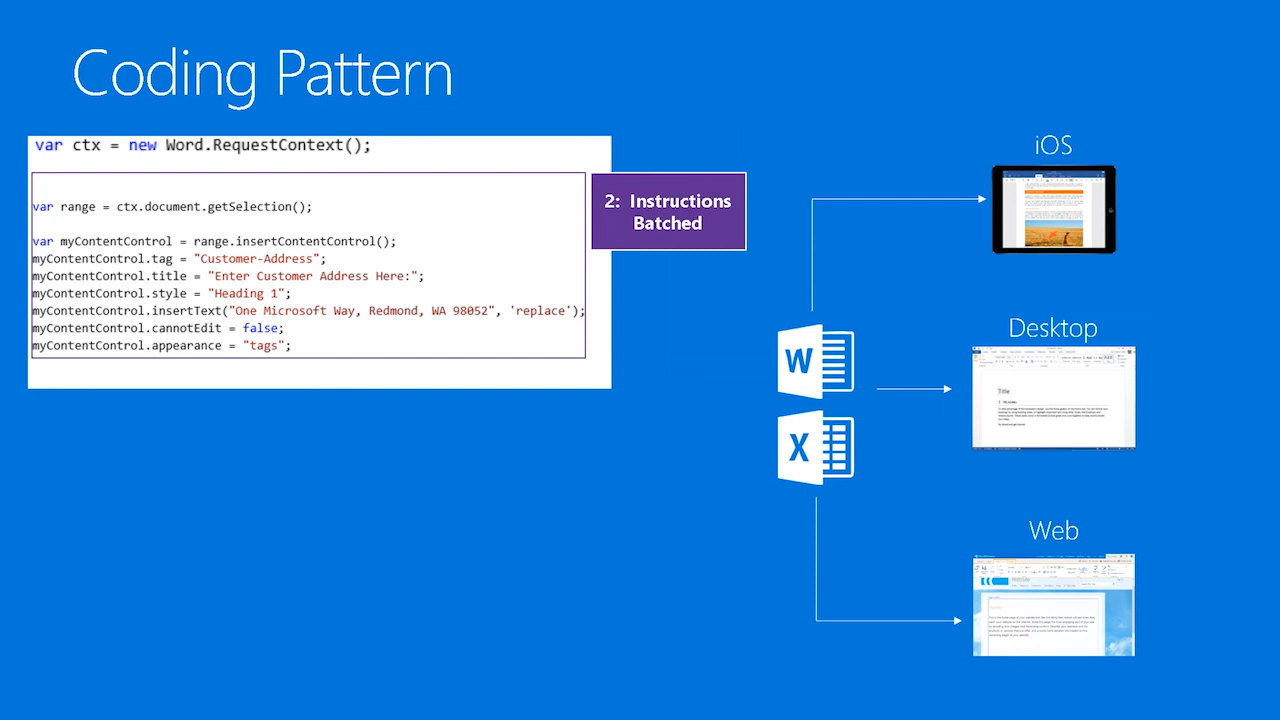 Coding Pattern
var ctx = new Word.RequestContext();
var range = ctx.document.getSelection();
var myContentControl = range.insertContentControl();
myContentControl.tag = "Customer-Address";
myContentControl.title = "Enter Customer Address Here:";
myContentControl.style = "Heading 1";
myContentControl.insertText("One Microsoft Way, Redmond, WA 98052", 'replace');
myContentControl.cannotEdit = false;
myContentControl.appearance = "tags";
2: Instructions
Batched
iOS
W
Desktop
Title
X
Web